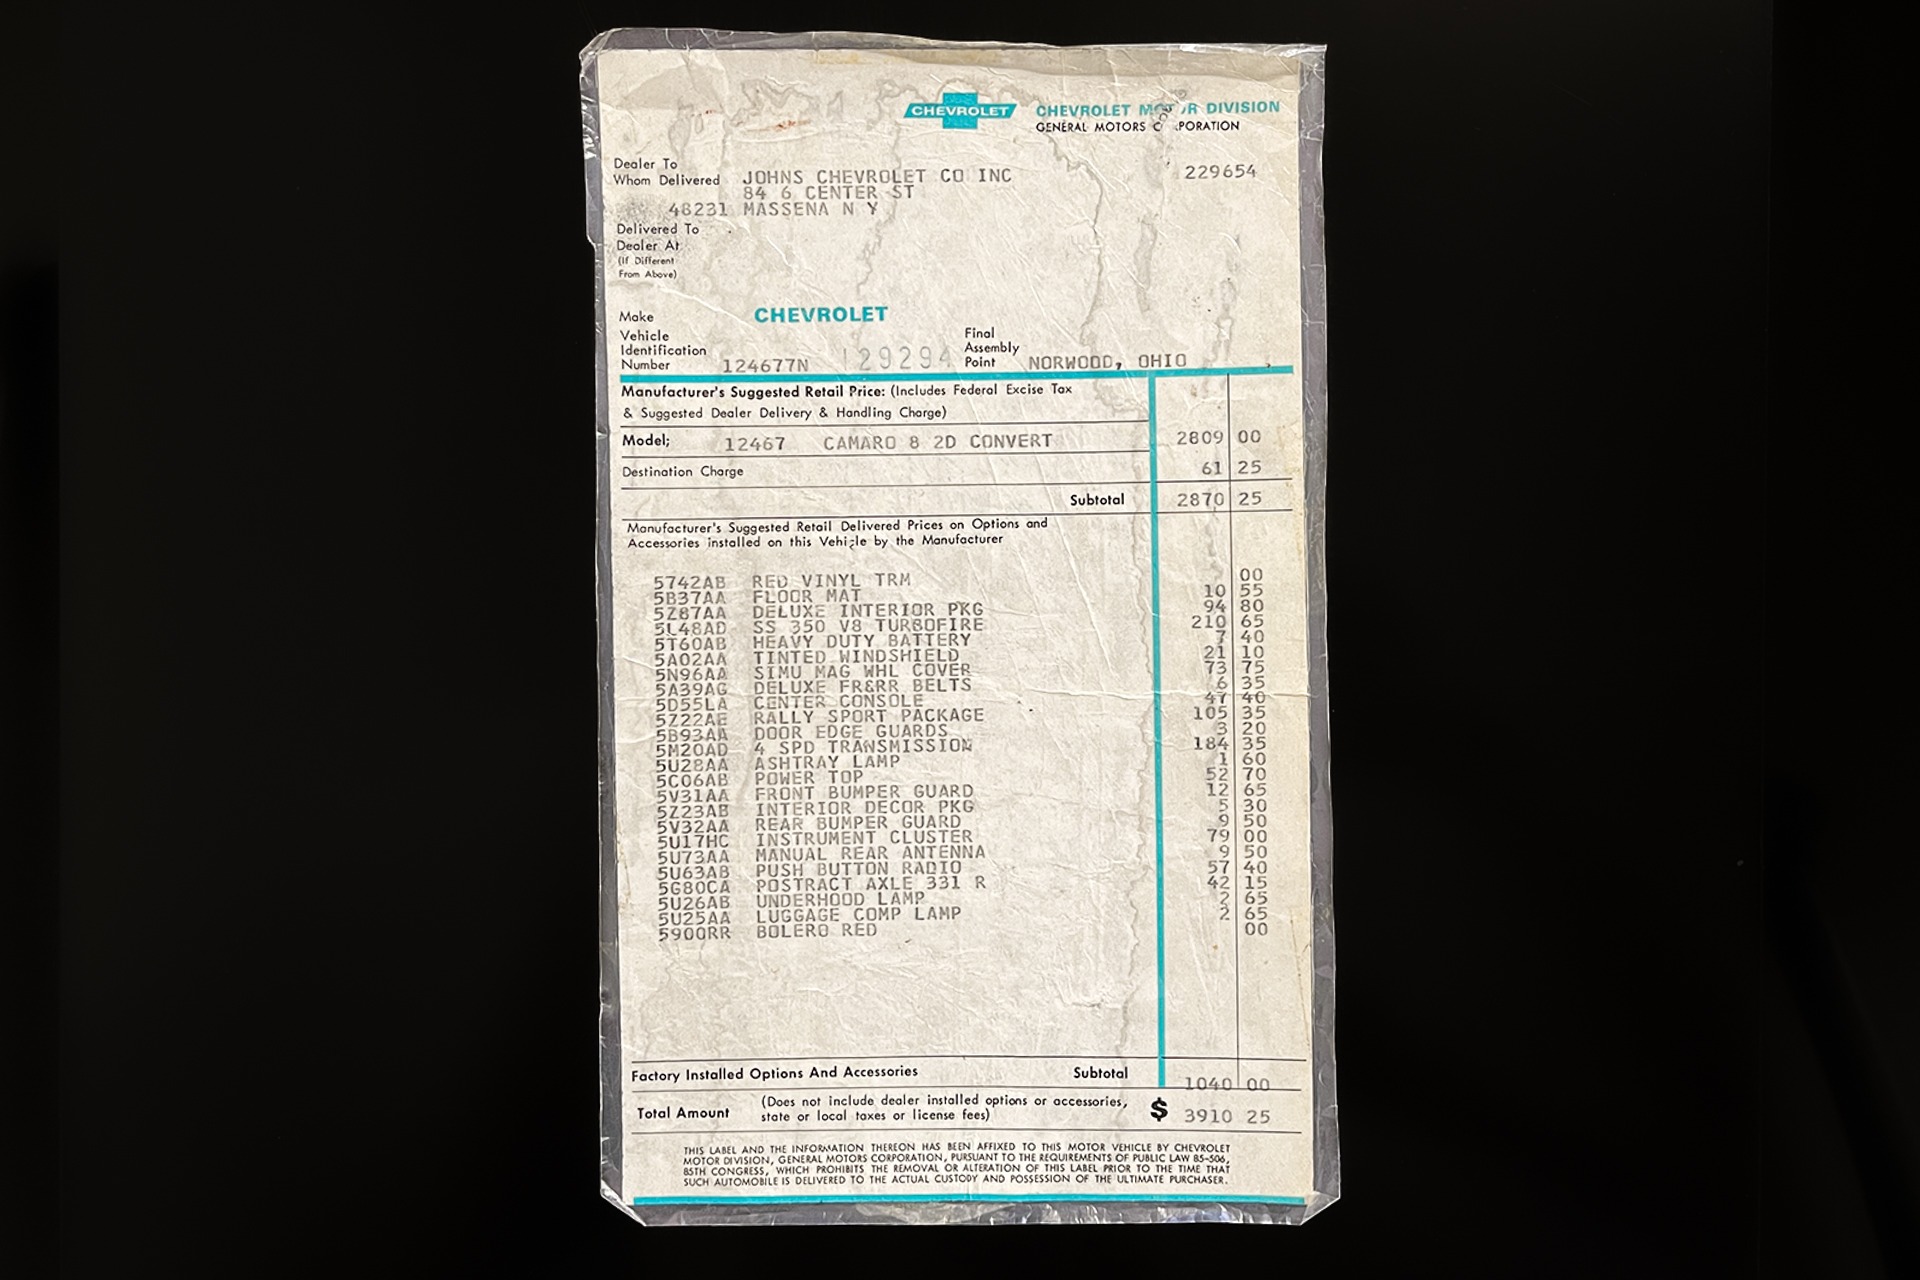 CHEVROLET
CHEVROLET MOTOR DIVISION
GENERAL MOTORS CORPORATION
229654
Dealer To
Whom Delivered JOHNS CHEVROLET CO INC
84 6 CENTER ST
48231 MASSENA N Y
Delivered To
Dealer At
(If Different
From Above)
Make CHEVROLET
Vehicle
Identification
Number 124677N 129294
Final
Assembly
Point NORWOOD, OHIO
Manufacturer's Suggested Retail Price: (Includes Federal Excise Tax
& Suggested Dealer Delivery & Handling Charge)
Model; 12467 CAMARO 8 2D CONVERT 2809 00
Destination Charge 61 25
Subtotal 2870 25
Manufacturer's Suggested Retail Delivered Prices on Options and
Accessories installed on this Vehicle by the Manufacturer
5742AB RED VINYL TRM 00
5B37AA FLOOR MAT 10 55
5Z87AA DELUXE INTERIOR PKG 94 80
5L48AD SS 350 V8 TURBOFIRE 210 65
5T60AB HEAVY DUTY BATTERY 7 40
5A02AA TINTED WINDSHIELD 21 10
5N96AA SIMU MAG WHL COVER 73 75
5A39AG DELUXE FR&RR BELTS 6 35
5D55LA CENTER CONSOLE 47 40
5Z22AE RALLY SPORT PACKAGE 105 35
5B93AA DOOR EDGE GUARDS 3 20
5M20AD 4 SPD TRANSMISSION 184 35
5U28AA ASHTRAY LAMP 1 60
5C06AB POWER TOP 52 70
5V31AA FRONT BUMPER GUARD 12 65
5Z23AB INTERIOR DECOR PKG 5 30
5V32AA REAR BUMPER GUARD 9 50
5U17HC INSTRUMENT CLUSTER 79 00
5U73AA MANUAL REAR ANTENNA 9 50
5U63AB PUSH BUTTON RADIO 57 40
5G80CA POSTRACT AXLE 331 R 42 15
5U26AB UNDERHOOD LAMP 2 65
5U25AA LUGGAGE COMP LAMP 2 65
5900RR BOLERO RED 00
Factory Installed Options And Accessories Subtotal 1040 00
Total Amount (Does not include dealer installed options or accessories,
state or local taxes or license fees) $ 3910 25
THIS LABEL AND THE INFORMATION THEREON HAS BEEN AFFIXED TO THIS MOTOR VEHICLE BY CHEVROLET
MOTOR DIVISION, GENERAL MOTORS CORPORATION, PURSUANT TO THE REQUIREMENTS OF PUBLIC LAW 85-506,
85TH CONGRESS, WHICH PROHIBITS THE REMOVAL OR ALTERATION OF THIS LABEL PRIOR TO THE TIME THAT
SUCH AUTOMOBILE IS DELIVERED TO THE ACTUAL CUSTODY AND POSSESSION OF THE ULTIMATE PURCHASER.